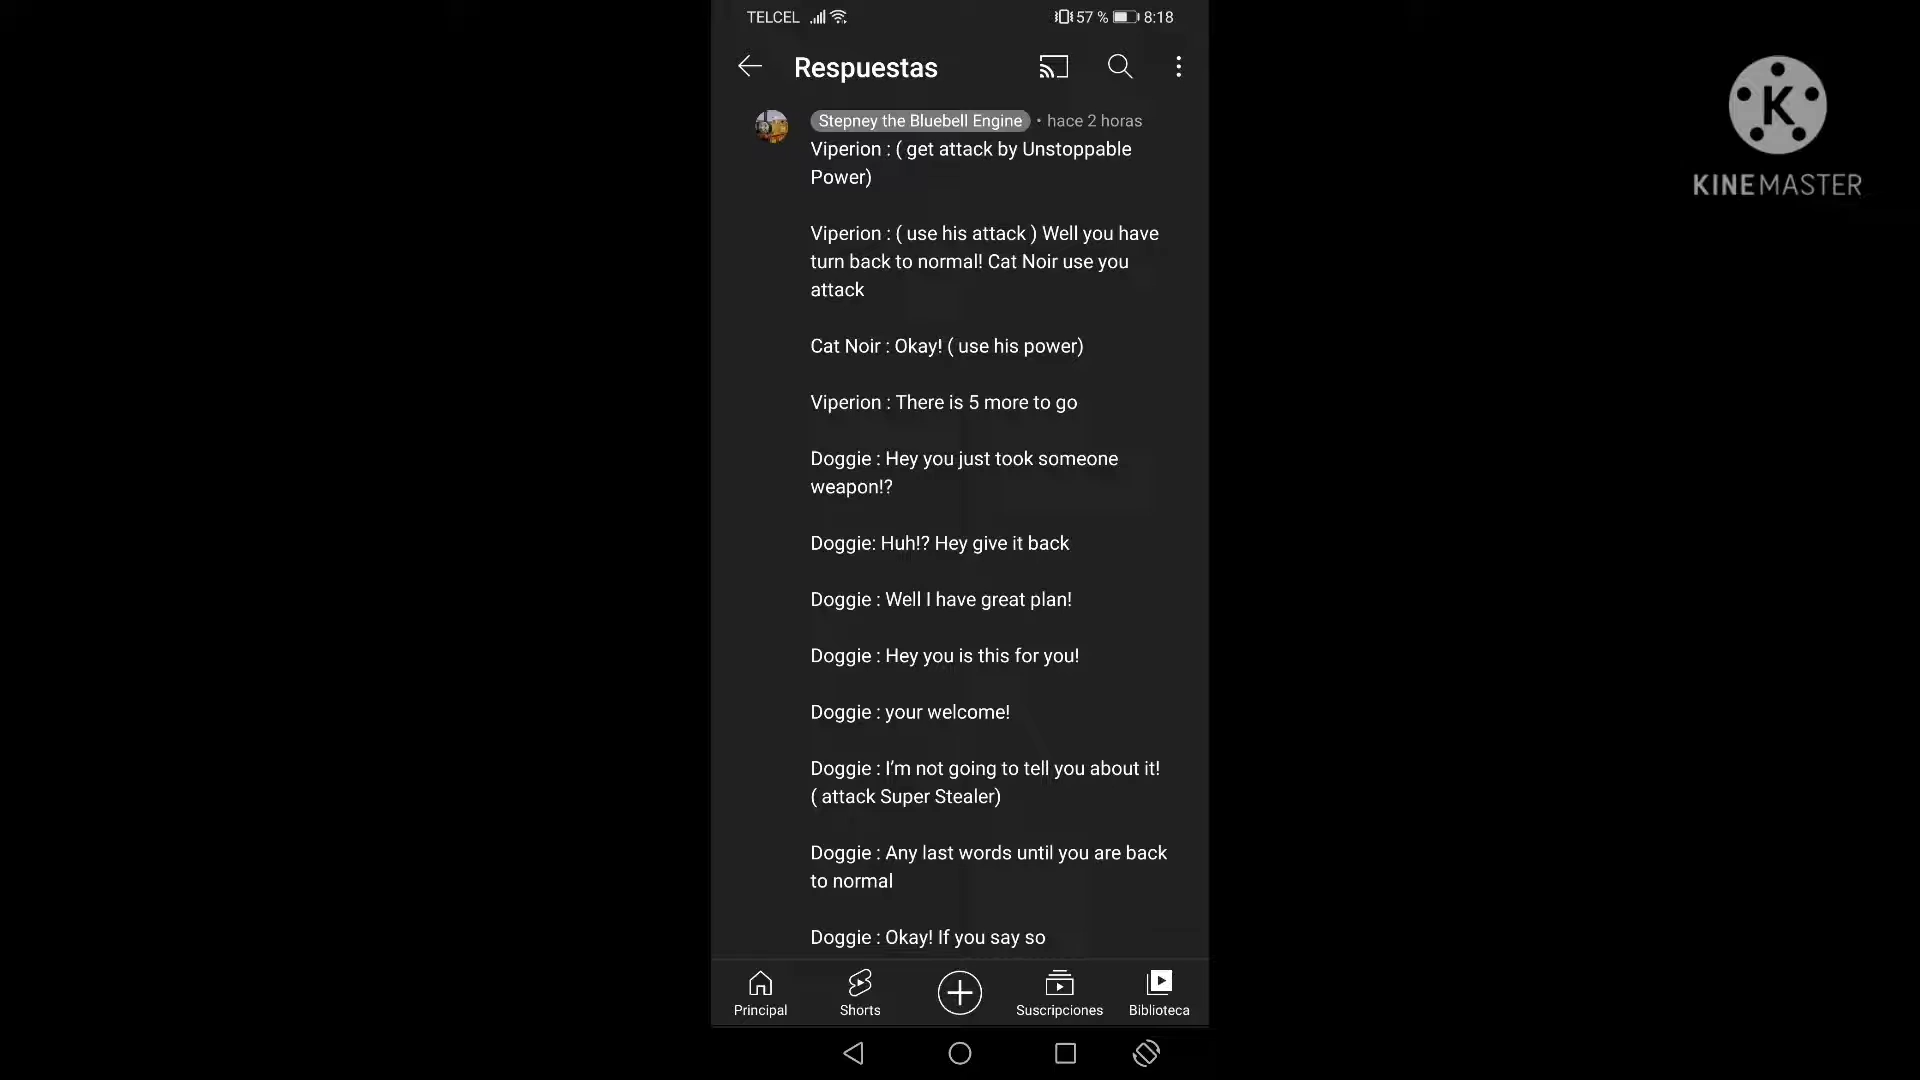 TELCEL 57 % 8:18
Respuestas
KINEMASTER
Stepney the Bluebell Engine • hace 2 horas
Viperion : ( get attack by Unstoppable
Power)
Viperion : ( use his attack ) Well you have
turn back to normal! Cat Noir use you
attack
Cat Noir : Okay! ( use his power)
Viperion : There is 5 more to go
Doggie : Hey you just took someone
weapon!?
Doggie: Huh!? Hey give it back
Doggie : Well I have great plan!
Doggie : Hey you is this for you!
Doggie : your welcome!
Doggie : I’m not going to tell you about it!
( attack Super Stealer)
Doggie : Any last words until you are back
to normal
Doggie : Okay! If you say so
Principal Shorts Suscripciones Biblioteca